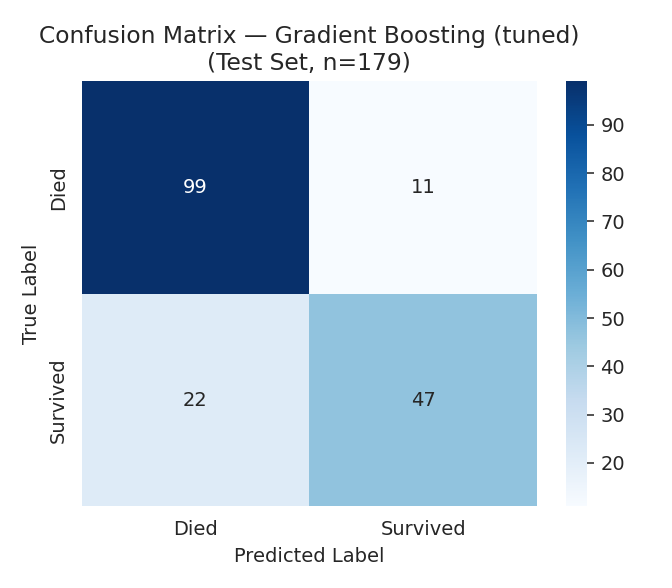 Confusion Matrix — Gradient Boosting (tuned)
(Test Set, n=179)
True Label
Died
99
11
Survived
22
47
Died
Survived
Predicted Label
90
80
70
60
50
40
30
20